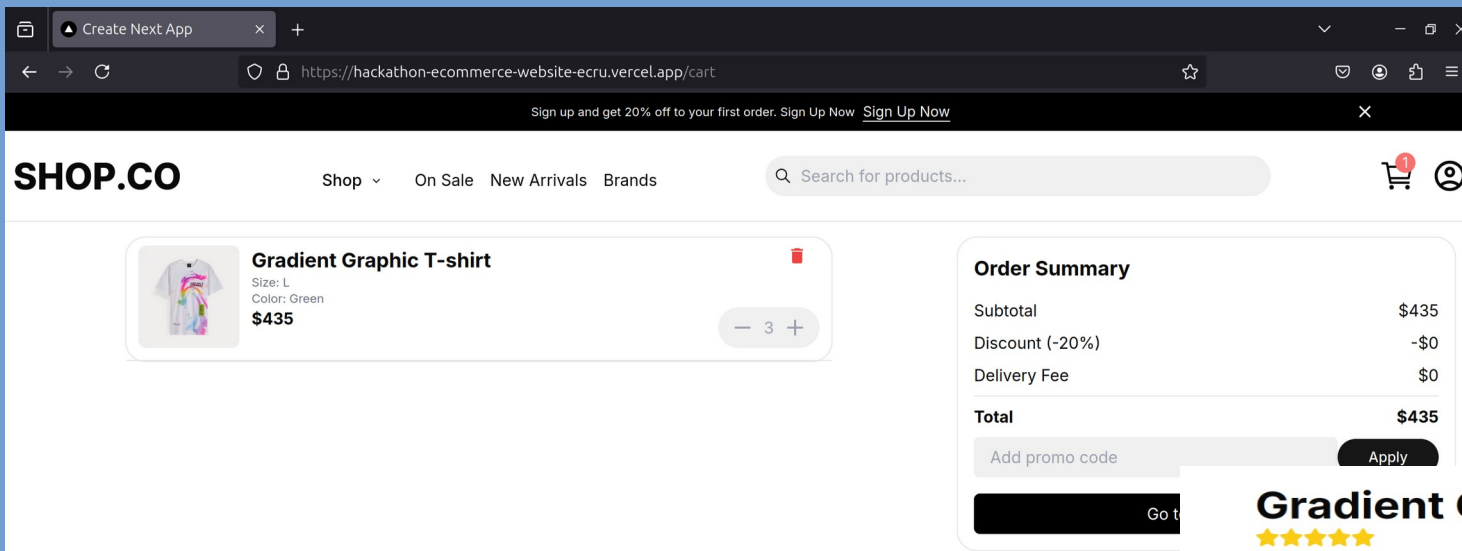 Create Next App
https://hackathon-ecommerce-website-ecru.vercel.app/cart
Sign up and get 20% off to your first order. Sign Up Now Sign Up Now
SHOP.CO
Shop On Sale New Arrivals Brands
Search for products...
1
Gradient Graphic T-shirt
Size: L
Color: Green
$435
3
Order Summary
Subtotal $435
Discount (-20%) -$0
Delivery Fee $0
Total $435
Add promo code Apply
Go
Gradient